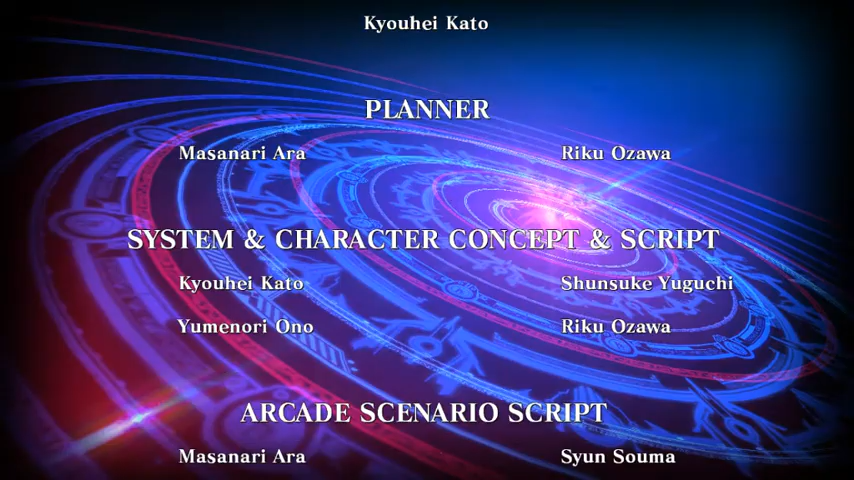 Kyouhei Kato
PLANNER
Masanari Ara Riku Ozawa
SYSTEM & CHARACTER CONCEPT & SCRIPT
Kyouhei Kato Shunsuke Yuguchi
Yumenori Ono Riku Ozawa
ARCADE SCENARIO SCRIPT
Masanari Ara Syun Souma